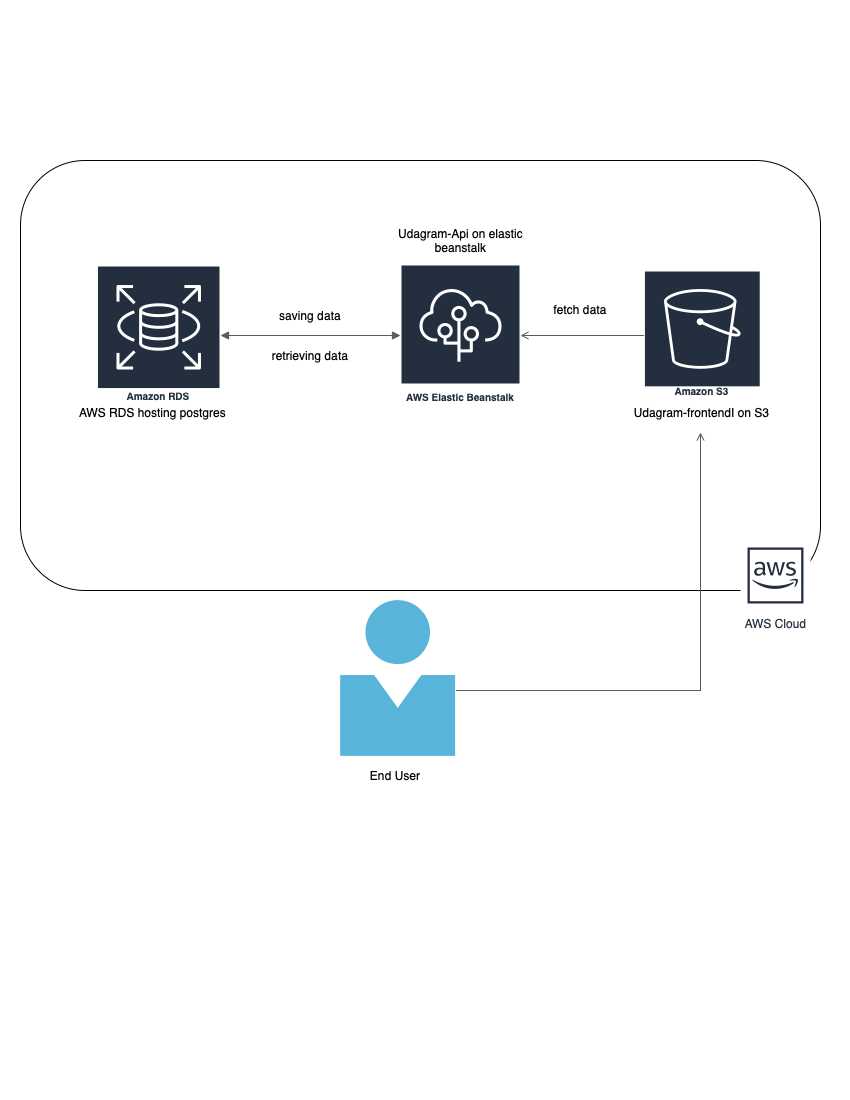 Udagram-Api on elastic
beanstalk
saving data
fetch data
retrieving data
Amazon RDS
AWS RDS hosting postgres
AWS Elastic Beanstalk
Amazon S3
Udagram-frontendl on S3
aws
AWS Cloud
End User